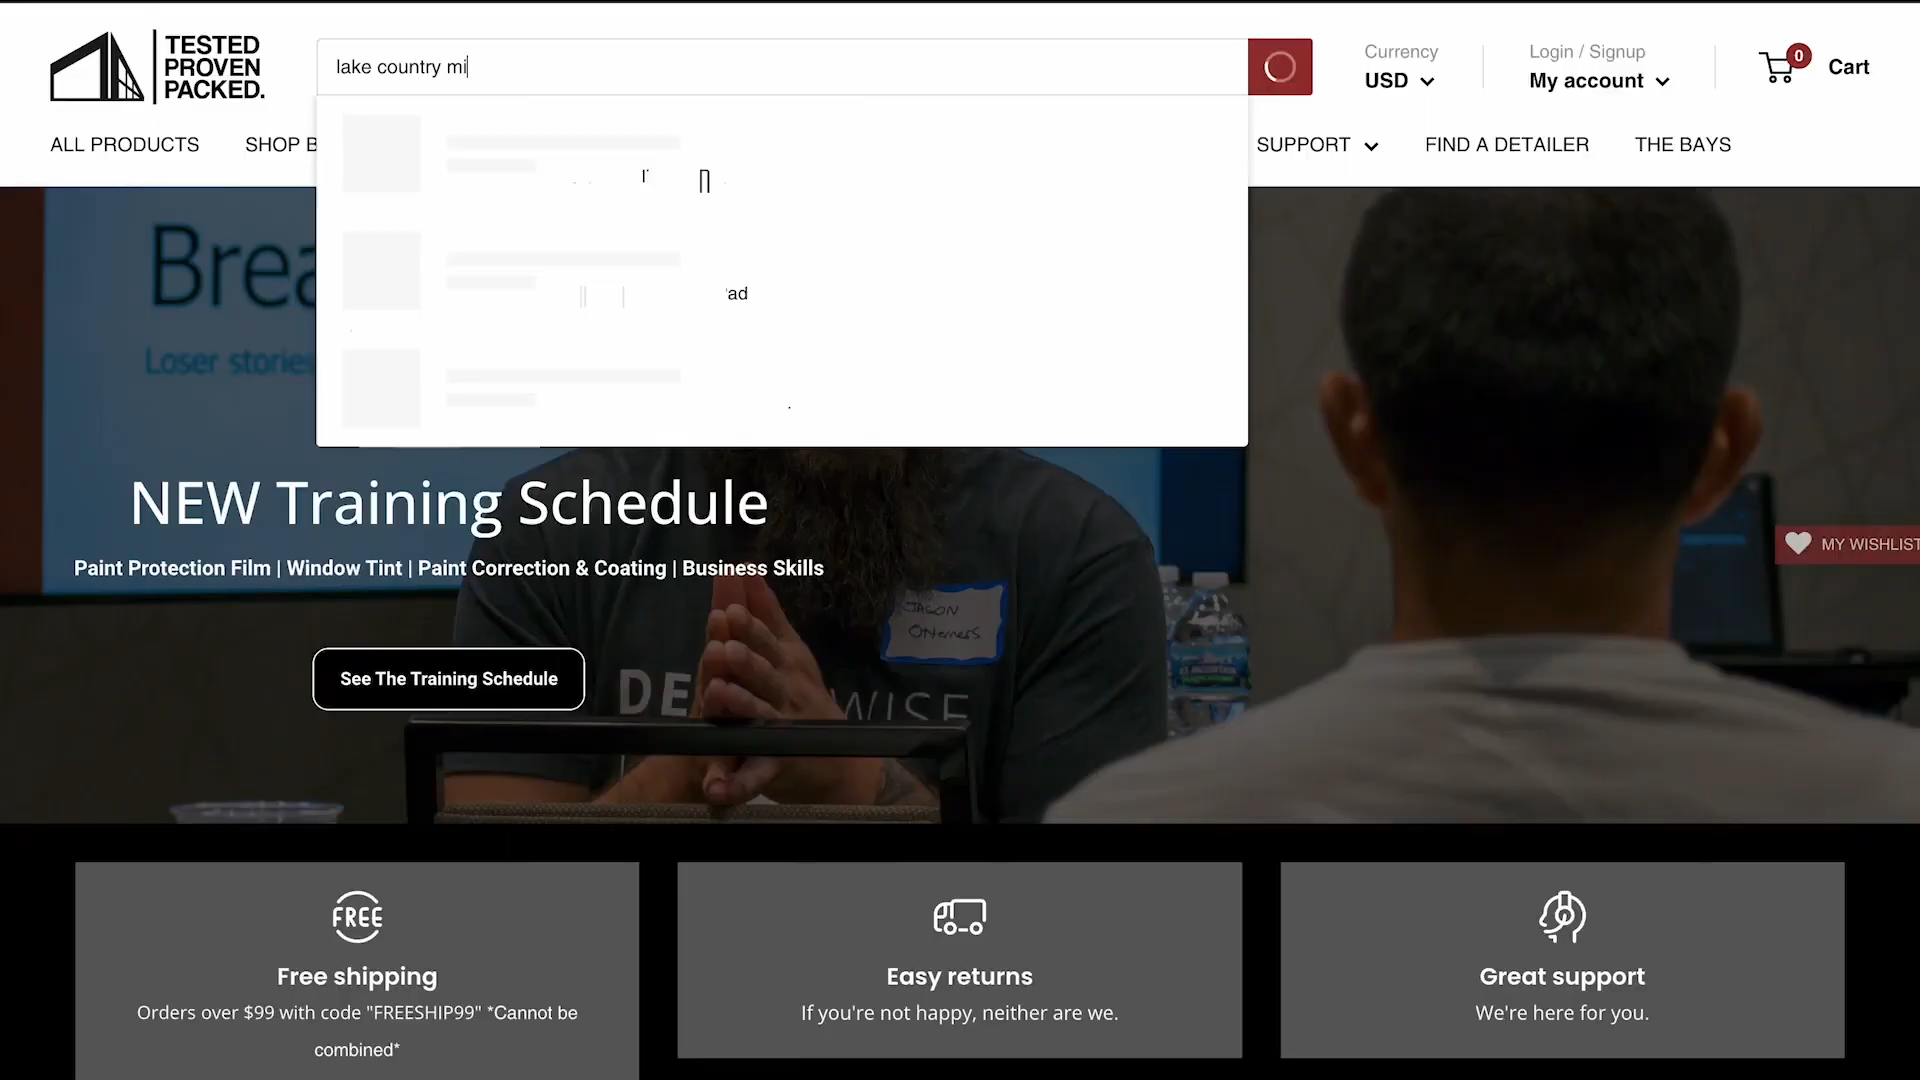 TESTED
PROVEN
PACKED.
lake country mi
Currency
USD
Login / Signup
My account
0
Cart
ALL PRODUCTS
SHOP B
SUPPORT
FIND A DETAILER
THE BAYS
Brea
Loser stories
ad
NEW Training Schedule
Paint Protection Film | Window Tint | Paint Correction & Coating | Business Skills
See The Training Schedule
JASON
DE
WISE
MY WISHLIST
FREE
Free shipping
Orders over $99 with code "FREESHIP99" *Cannot be
combined*
Easy returns
If you're not happy, neither are we.
Great support
We're here for you.